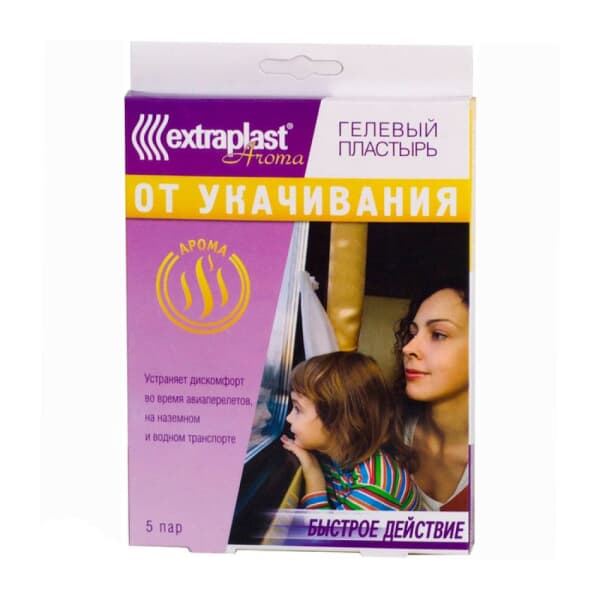 extraplast®
Aroma
ГЕЛЕВЫЙ
ПЛАСТЫРЬ
ОТ УКАЧИВАНИЯ
АРОМА
Устраняет дискомфорт
во время авиаперелетов,
на наземном
и водном транспорте
5 пар
БЫСТРОЕ ДЕЙСТВИЕ